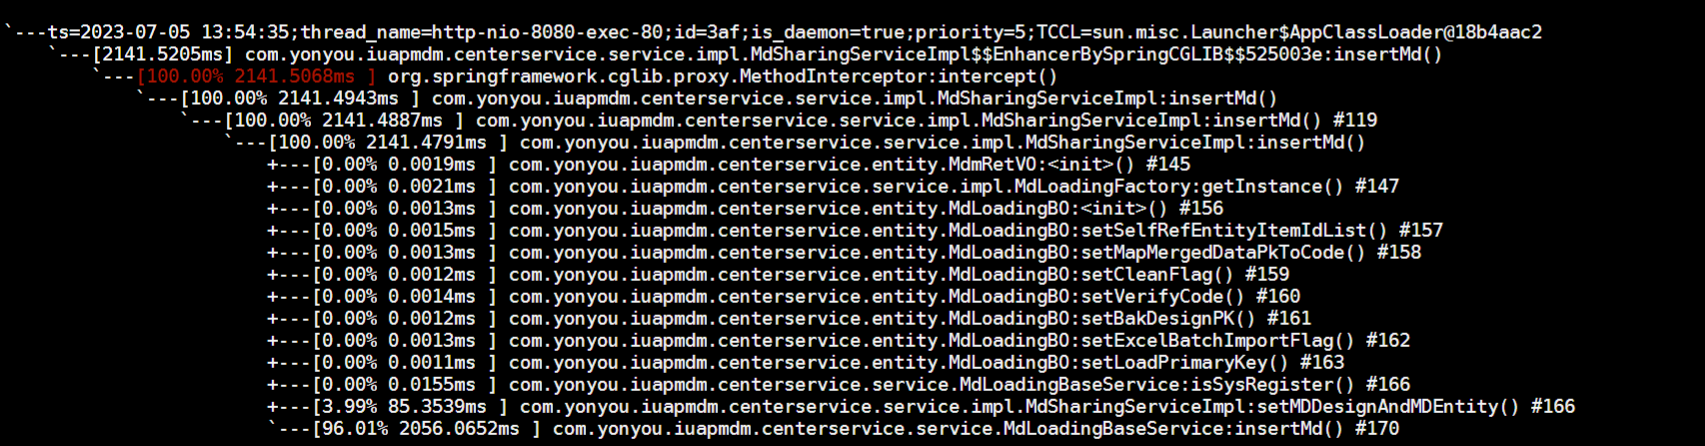 `---ts=2023-07-05 13:54:35;thread_name=http-nio-8080-exec-80;id=3af;is_daemon=true;priority=5;TCCL=sun.misc.Launcher$AppClassLoader@18b4aac2
`---[2141.5205ms] com.yonyou.iuapmdm.centerservice.service.impl.MdSharingServiceImpl$$EnhancerBySpringCGLIB$$525003e:insertMd()
`---[100.00% 2141.5068ms ] org.springframework.cglib.proxy.MethodInterceptor:intercept()
`---[100.00% 2141.4943ms ] com.yonyou.iuapmdm.centerservice.service.impl.MdSharingServiceImpl:insertMd()
`---[100.00% 2141.4887ms ] com.yonyou.iuapmdm.centerservice.service.impl.MdSharingServiceImpl:insertMd() #119
`---[100.00% 2141.4791ms ] com.yonyou.iuapmdm.centerservice.service.impl.MdSharingServiceImpl:insertMd()
+---[0.00% 0.0019ms ] com.yonyou.iuapmdm.centerservice.entity.MdmRetVO:<init>() #145
+---[0.00% 0.0021ms ] com.yonyou.iuapmdm.centerservice.service.impl.MdLoadingFactory:getInstance() #147
+---[0.00% 0.0013ms ] com.yonyou.iuapmdm.centerservice.entity.MdLoadingBO:<init>() #156
+---[0.00% 0.0015ms ] com.yonyou.iuapmdm.centerservice.entity.MdLoadingBO:setSelfRefEntityItemIdList() #157
+---[0.00% 0.0013ms ] com.yonyou.iuapmdm.centerservice.entity.MdLoadingBO:setMapMergedDataPkToCode() #158
+---[0.00% 0.0012ms ] com.yonyou.iuapmdm.centerservice.entity.MdLoadingBO:setCleanFlag() #159
+---[0.00% 0.0014ms ] com.yonyou.iuapmdm.centerservice.entity.MdLoadingBO:setVerifyCode() #160
+---[0.00% 0.0012ms ] com.yonyou.iuapmdm.centerservice.entity.MdLoadingBO:setBakDesignPK() #161
+---[0.00% 0.0013ms ] com.yonyou.iuapmdm.centerservice.entity.MdLoadingBO:setExcelBatchImportFlag() #162
+---[0.00% 0.0011ms ] com.yonyou.iuapmdm.centerservice.entity.MdLoadingBO:setLoadPrimaryKey() #163
+---[0.00% 0.0155ms ] com.yonyou.iuapmdm.centerservice.service.MdLoadingBaseService:isSysRegister() #166
+---[3.99% 85.3539ms ] com.yonyou.iuapmdm.centerservice.service.impl.MdSharingServiceImpl:setMDDesignAndMDEntity() #166
`---[96.01% 2056.0652ms ] com.yonyou.iuapmdm.centerservice.service.MdLoadingBaseService:insertMd() #170